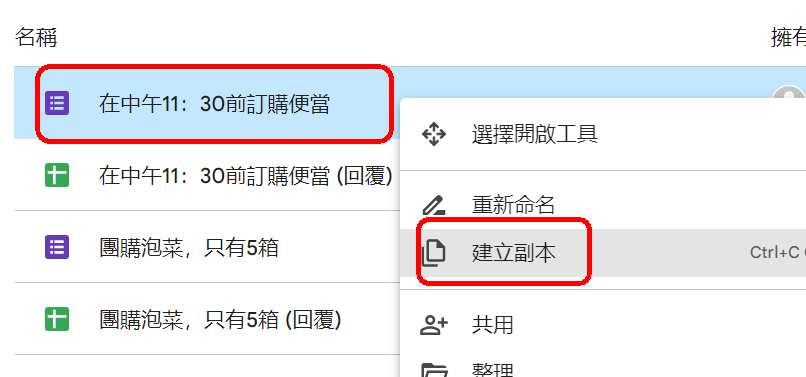 名稱
擁有
在中午11：30前訂購便當
選擇開啟工具
在中午11：30前訂購便當 (回覆)
重新命名
團購泡菜，只有5箱
建立副本
Ctrl+C
團購泡菜，只有5箱 (回覆)
共用
整理